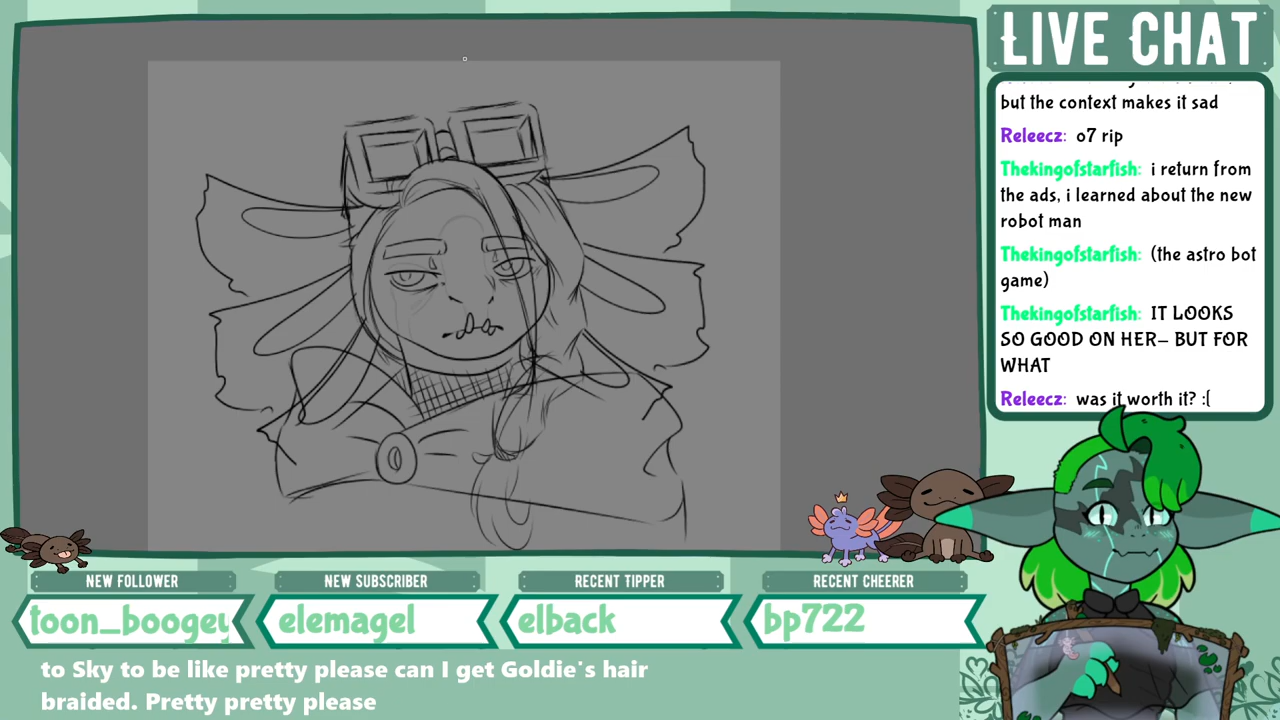 LIVE CHAT
but the context makes it sad
Releecz: o7 rip
Thekingofstarfish: i return from
the ads, i learned about the new
robot man
Thekingofstarfish: (the astro bot
game)
Thekingofstarfish: IT LOOKS
SO GOOD ON HER– BUT FOR
WHAT
Releecz: was it worth it? :[
NEW FOLLOWER
toon_boogey
NEW SUBSCRIBER
elemagel
RECENT TIPPER
elback
RECENT CHEERER
bp722
to Sky to be like pretty please can I get Goldie's hair
braided. Pretty pretty please